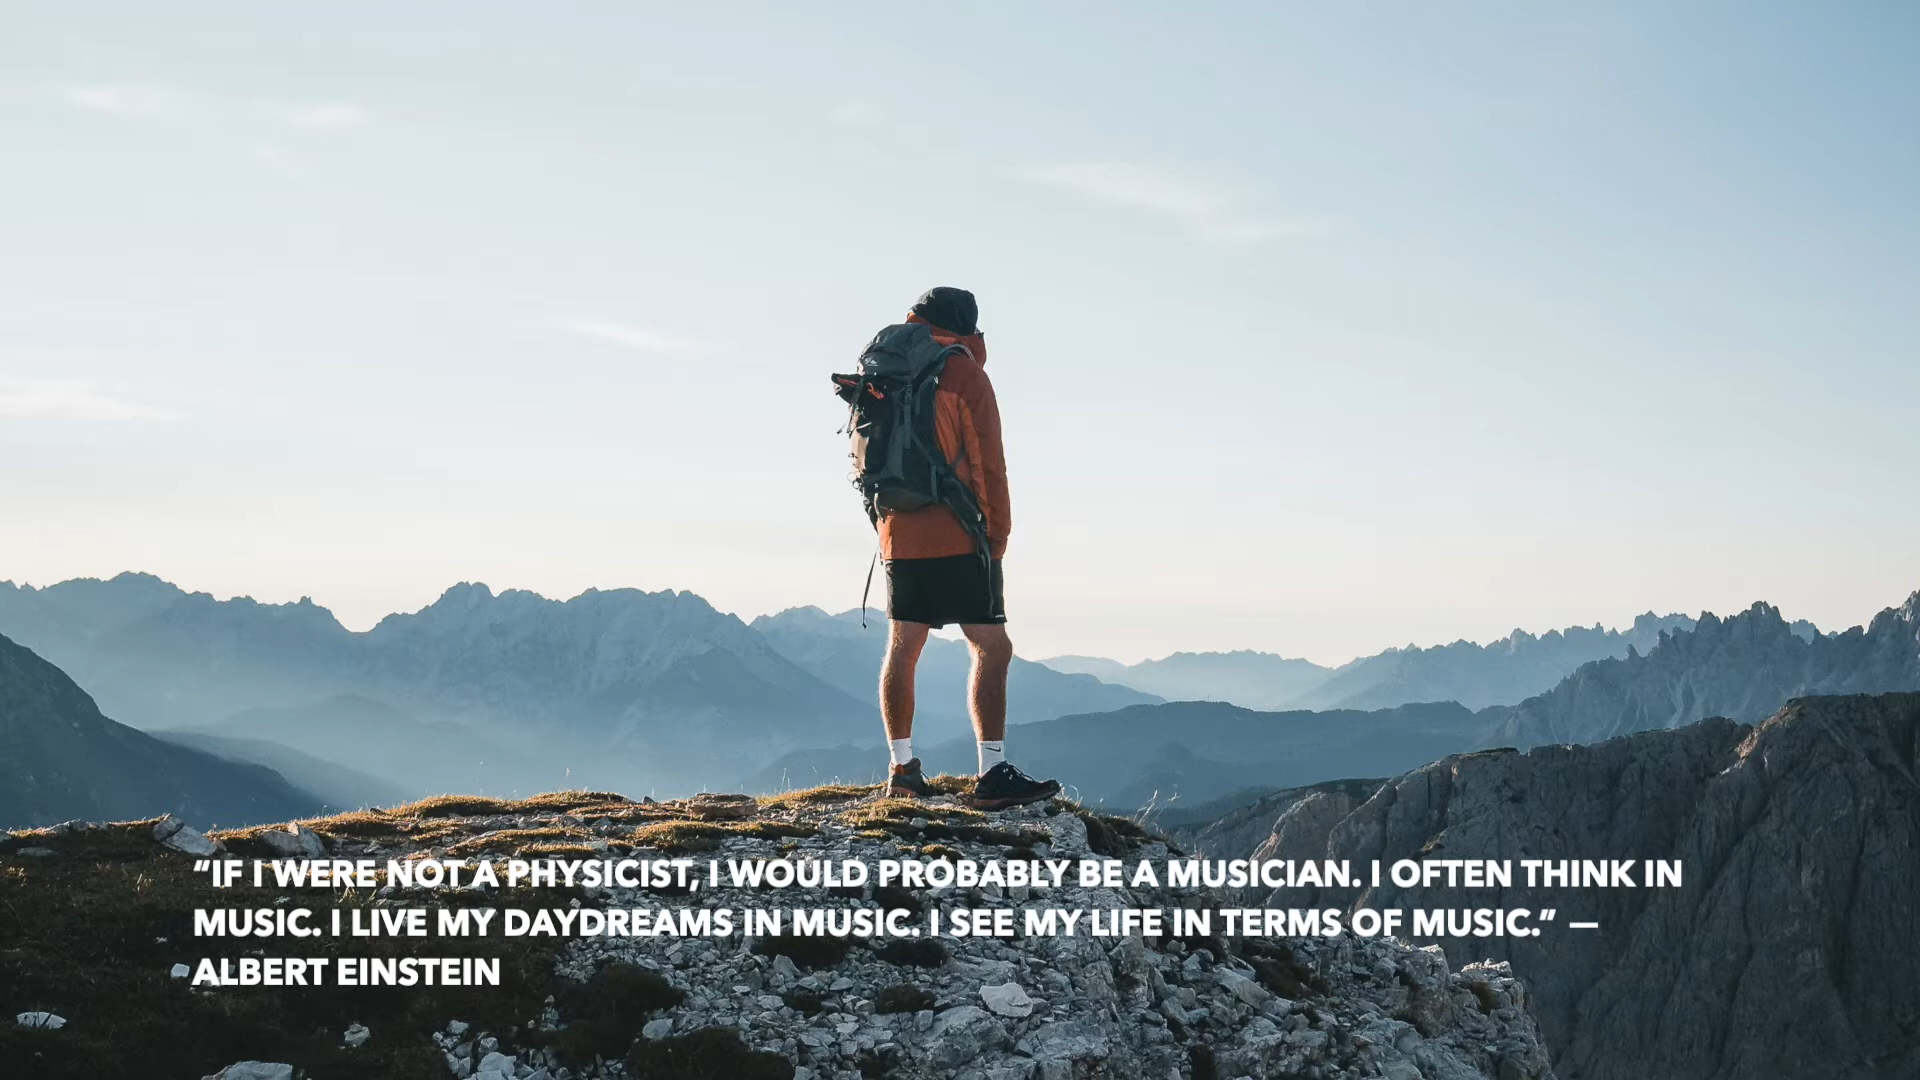 “IF I WERE NOT A PHYSICIST, I WOULD PROBABLY BE A MUSICIAN. I OFTEN THINK IN
MUSIC. I LIVE MY DAYDREAMS IN MUSIC. I SEE MY LIFE IN TERMS OF MUSIC.” —
ALBERT EINSTEIN